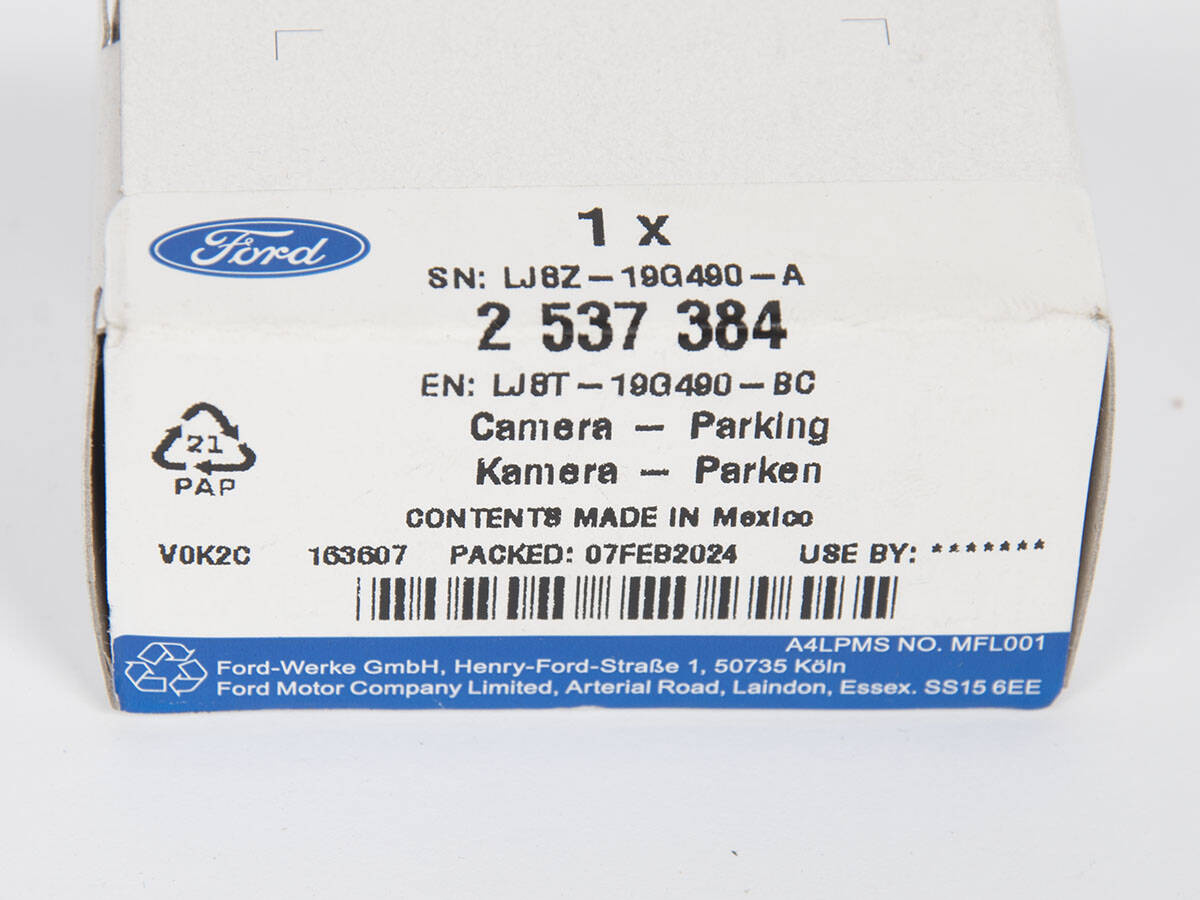 Ford
1 x
SN: LJ8Z-19G490-A
2 537 384
EN: LJ8T-19G490-BC
21
PAP
Camera - Parking
Kamera - Parken
CONTENTS MADE IN Mexico
V0K2C 163607 PACKED: 07FEB2024 USE BY: *******
A4LPMS NO. MFL001
Ford-Werke GmbH, Henry-Ford-Straße 1, 50735 Köln
Ford Motor Company Limited, Arterial Road, Laindon, Essex. SS15 6EE